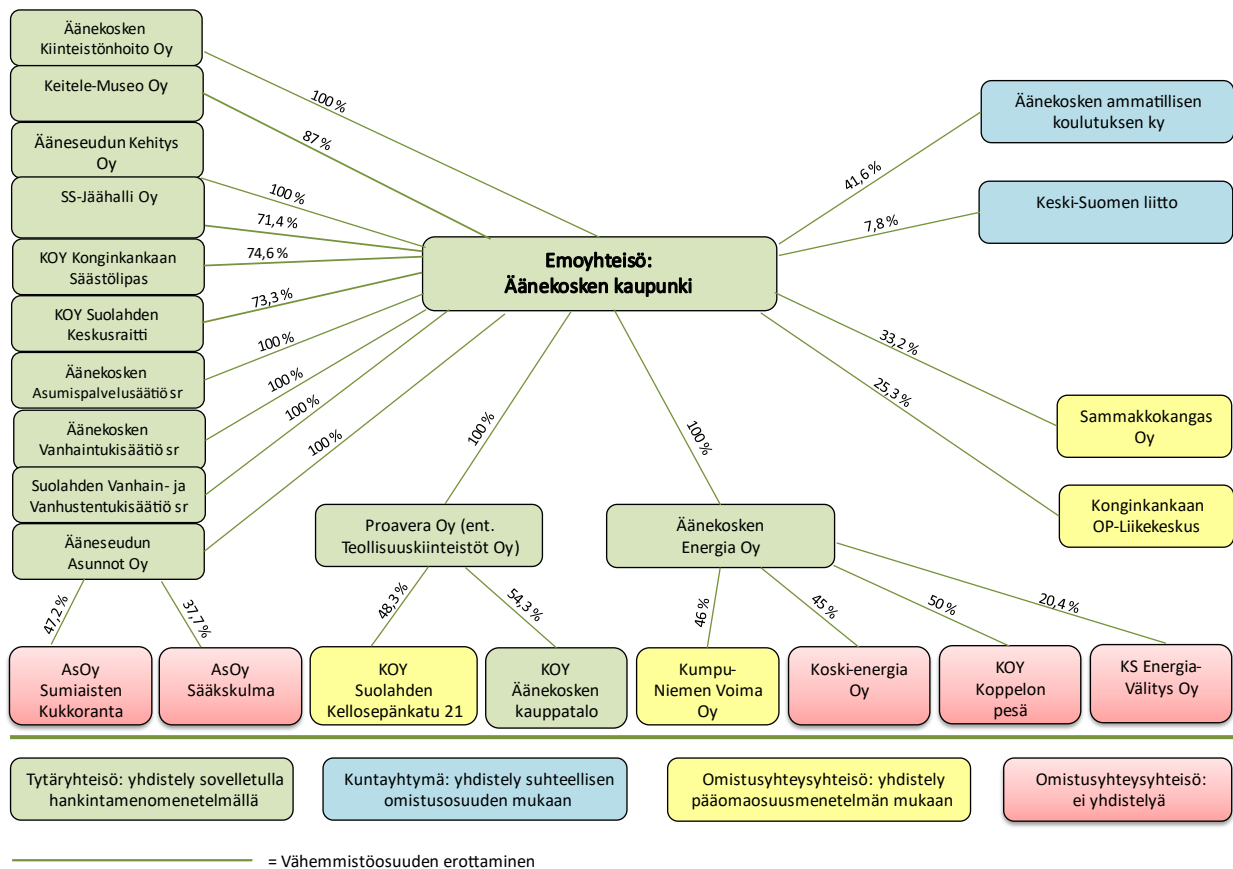 Äänekosken
Kiinteistönhoito Oy
Keitele-Museo Oy
Ääneseudun Kehitys
Oy
SS-Jäähalli Oy
KOY Konginkankaan
Säästölipas
KOY Suolahden
Keskusraitti
Äänekosken
Asumispalvelusäätiö sr
Äänekosken
Vanhaintukisäätiö sr
Suolahden Vanhain- ja
Vanhustentukisäätiö sr
Ääneseudun
Asunnot Oy
100 %
87 %
100 %
71,4 %
74,6 %
73,3 %
100 %
100 %
100 %
100 %
Emoyhteisö:
Äänekosken kaupunki
41,6 %
7,8 %
Äänekosken ammatillisen
koulutuksen ky
Keski-Suomen liitto
33,2 %
25,3 %
Sammakkokangas
Oy
Konginkankaan
OP-Liikekeskus
100 %
100 %
Proavera Oy (ent.
Teollisuuskiinteistöt Oy)
Äänekosken
Energia Oy
47,2 %
37,7 %
48,3 %
54,3 %
46 %
45 %
50 %
20,4 %
AsOy
Sumiaisten
Kukkoranta
AsOy
Sääkskulma
KOY
Suolahden
Kellosepänkatu 21
KOY
Äänekosken
kauppatalo
Kumpu-
Niemen Voima
Oy
Koski-energia
Oy
KOY
Koppelon
pesä
KS Energia-
Välitys Oy
Tytäryhteisö: yhdistely sovelletulla
hankintamenomenetelmällä
Kuntayhtymä: yhdistely suhteellisen
omistusosuuden mukaan
Omistusyhteysyhteisö: yhdistely
pääomaosuusmenetelmän mukaan
Omistusyhteysyhteisö:
ei yhdistelyä
= Vähemmistöosuuden erottaminen